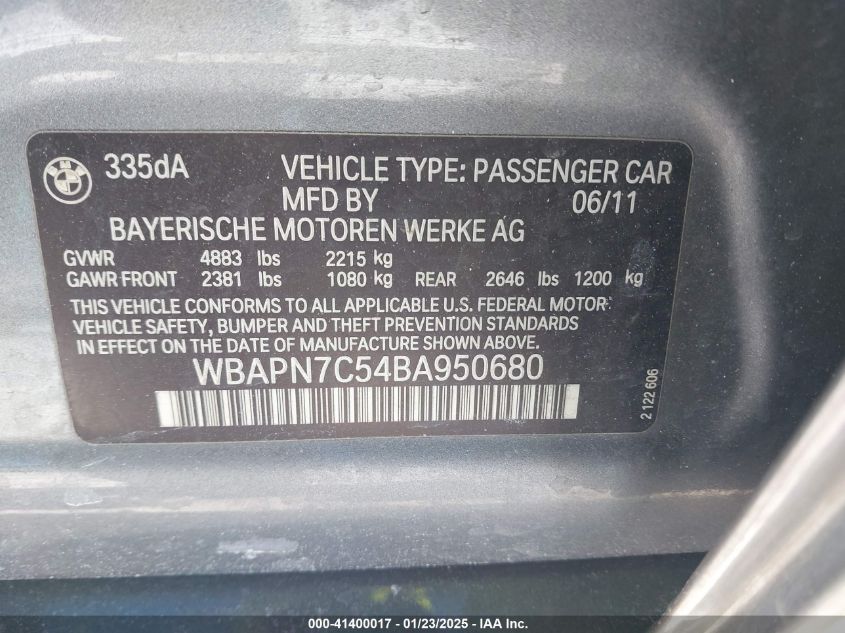 335dA VEHICLE TYPE: PASSENGER CAR
MFD BY 06/11
BAYERISCHE MOTOREN WERKE AG
GVWR 4883 lbs 2215 kg
GAWR FRONT 2381 lbs 1080 kg REAR 2646 lbs 1200 kg
THIS VEHICLE CONFORMS TO ALL APPLICABLE U.S. FEDERAL MOTOR
VEHICLE SAFETY, BUMPER AND THEFT PREVENTION STANDARDS
IN EFFECT ON THE DATE OF MANUFACTURE SHOWN ABOVE.
WBAPN7C54BA950680
2 122 606
000-41400017 - 01/23/2025 - IAA Inc.